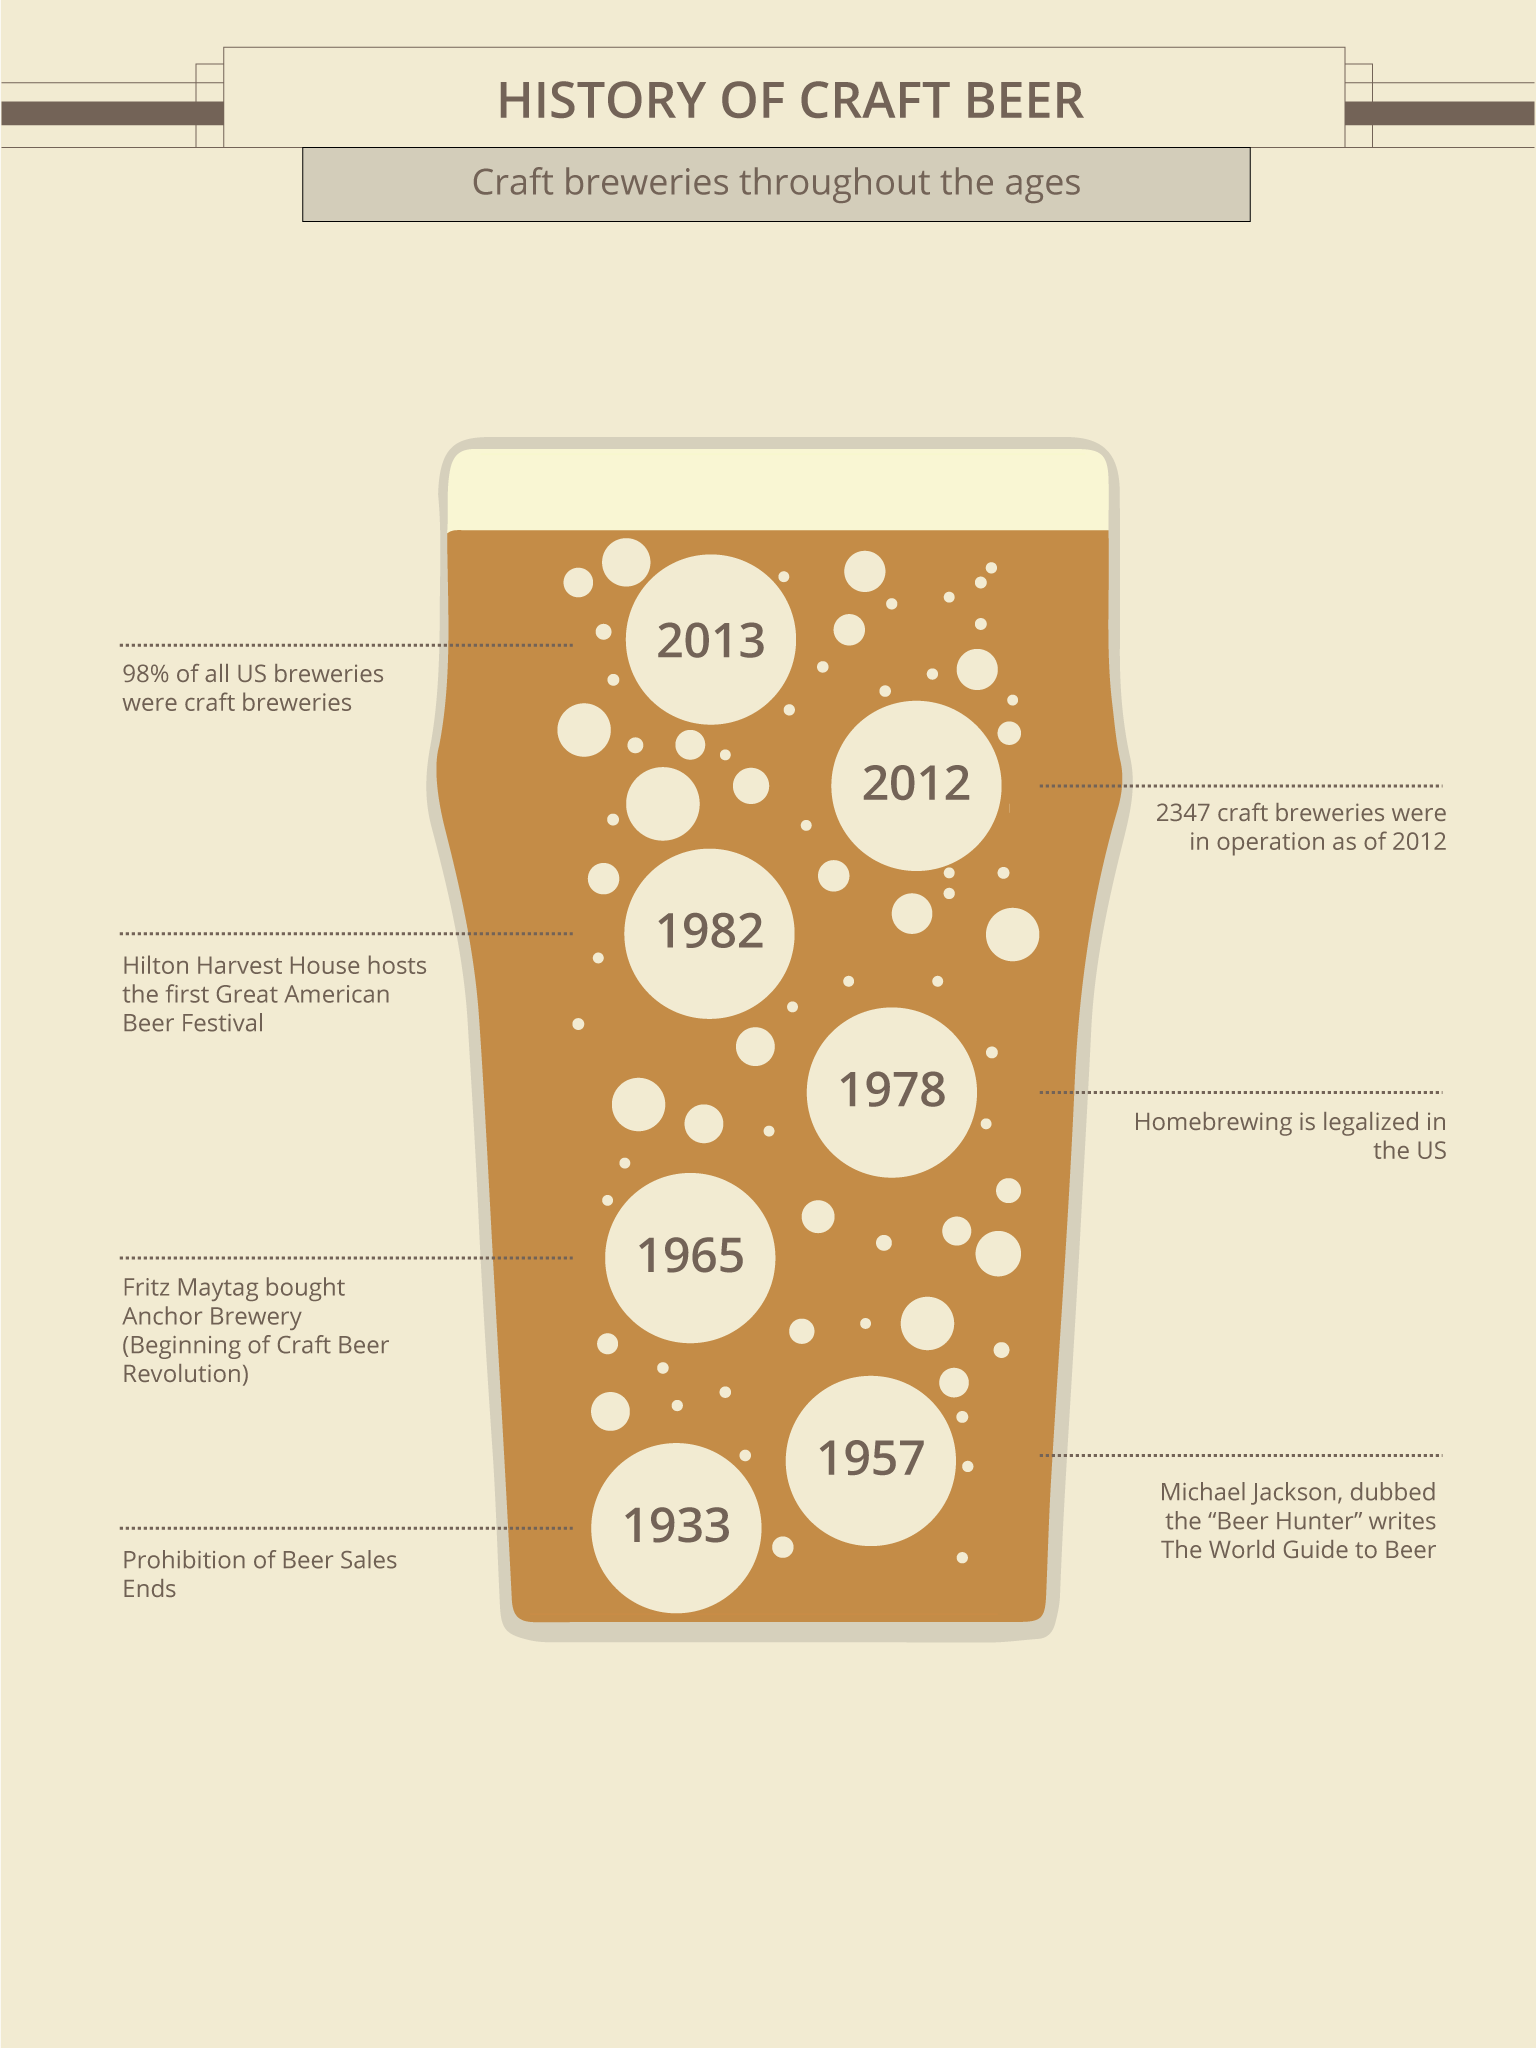 HISTORY OF CRAFT BEER
Craft breweries throughout the ages
2013
98% of all US breweries
were craft breweries
2012
2347 craft breweries were
in operation as of 2012
1982
Hilton Harvest House hosts
the first Great American
Beer Festival
1978
Homebrewing is legalized in
the US
1965
Fritz Maytag bought
Anchor Brewery
(Beginning of Craft Beer
Revolution)
1957
Michael Jackson, dubbed
the “Beer Hunter” writes
The World Guide to Beer
1933
Prohibition of Beer Sales
Ends